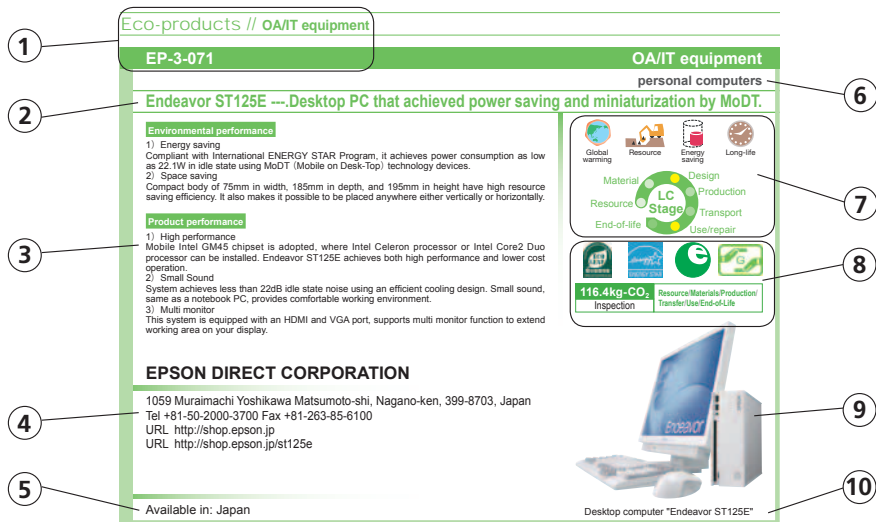 Eco-products // OA/IT equipment
1
EP-3-071
OA/IT equipment
personal computers
6
2
Endeavor ST125E ---.Desktop PC that achieved power saving and miniaturization by MoDT.
Environmental performance
1）Energy saving
Compliant with International ENERGY STAR Program, it achieves power consumption as low
as 22.1W in idle state using MoDT（Mobile on Desk-Top）technology devices.
2）Space saving
Compact body of 75mm in width, 185mm in depth, and 195mm in height have high resource
saving efficiency. It also makes it possible to be placed anywhere either vertically or horizontally.
Product performance
3
1）High performance
Mobile Intel GM45 chipset is adopted, where Intel Celeron processor or Intel Core2 Duo
processor can be installed. Endeavor ST125E achieves both high performance and lower cost
operation.
2）Small Sound
System achieves less than 22dB idle state noise using an efficient cooling design. Small sound,
same as a notebook PC, provides comfortable working environment.
3）Multi monitor
This system is equipped with an HDMI and VGA port, supports multi monitor function to extend
working area on your display.
Global
warming
Resource
Energy
saving
Long-life
Material
Design
Resource
LC
Stage
Production
Transport
End-of-life
Use/repair
7
ECO
LEAF
energy
ENERGY STAR
e
G
8
116.4kg-CO2
Inspection
Resource/Materials/Production/
Transfer/Use/End-of-Life
EPSON DIRECT CORPORATION
4
1059 Muraimachi Yoshikawa Matsumoto-shi, Nagano-ken, 399-8703, Japan
Tel +81-50-2000-3700 Fax +81-263-85-6100
URL http://shop.epson.jp
URL http://shop.epson.jp/st125e
Endeavor
9
5
Available in: Japan
Desktop computer "Endeavor ST125E"
10